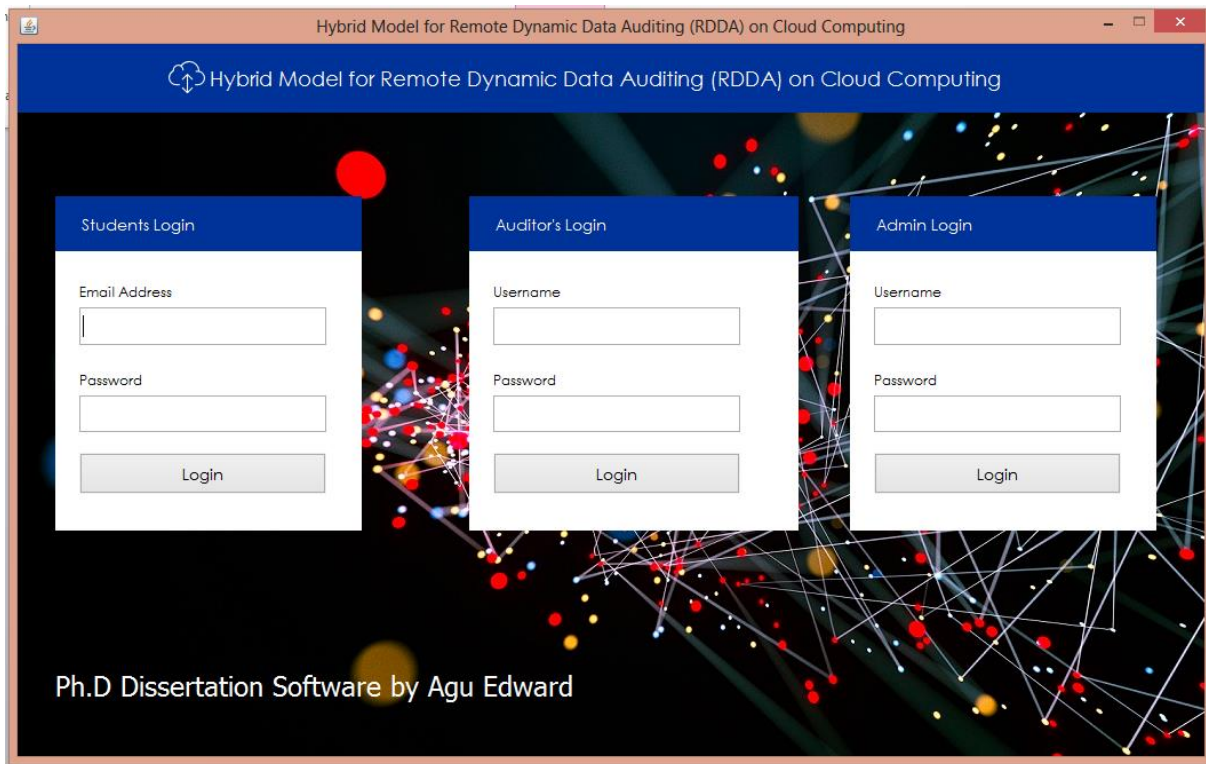 Hybrid Model for Remote Dynamic Data Auditing (RDDA) on Cloud Computing
Hybrid Model for Remote Dynamic Data Auditing (RDDA) on Cloud Computing
Students Login
Email Address
Password
Login
Auditor's Login
Username
Password
Login
Admin Login
Username
Password
Login
Ph.D Dissertation Software by Agu Edward